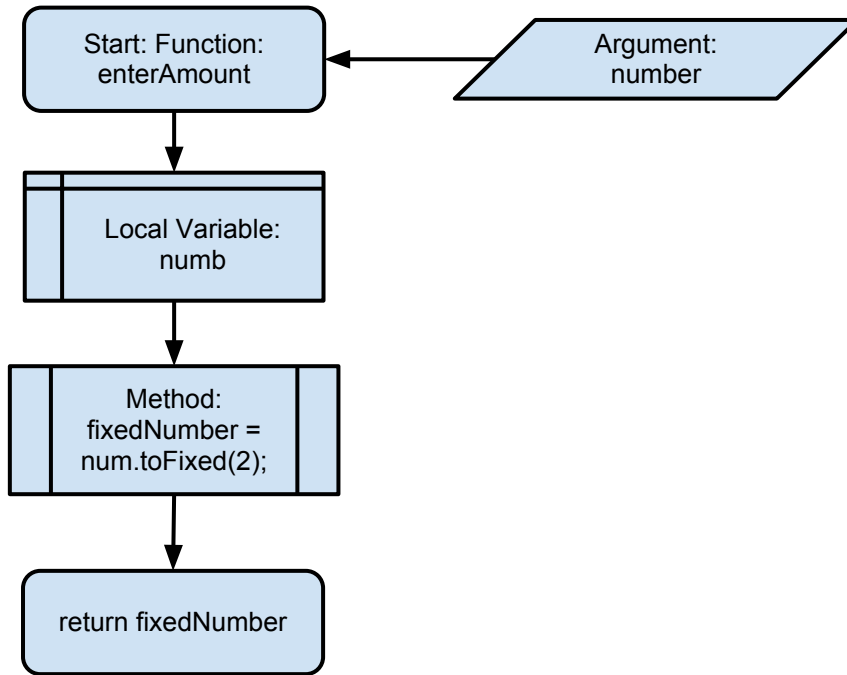 Start: Function:
enterAmount
Argument:
number
Local Variable:
numb
Method:
fixedNumber =
num.toFixed(2);
return fixedNumber